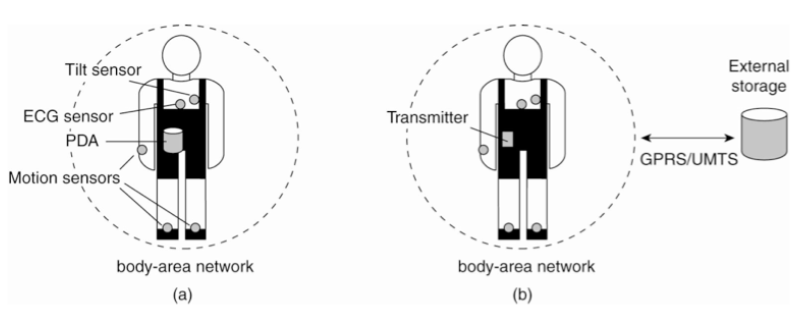 Tilt sensor
ECG sensor
PDA
Motion sensors
body-area network
(a)
Transmitter
External
storage
GPRS/UMTS
body-area network
(b)